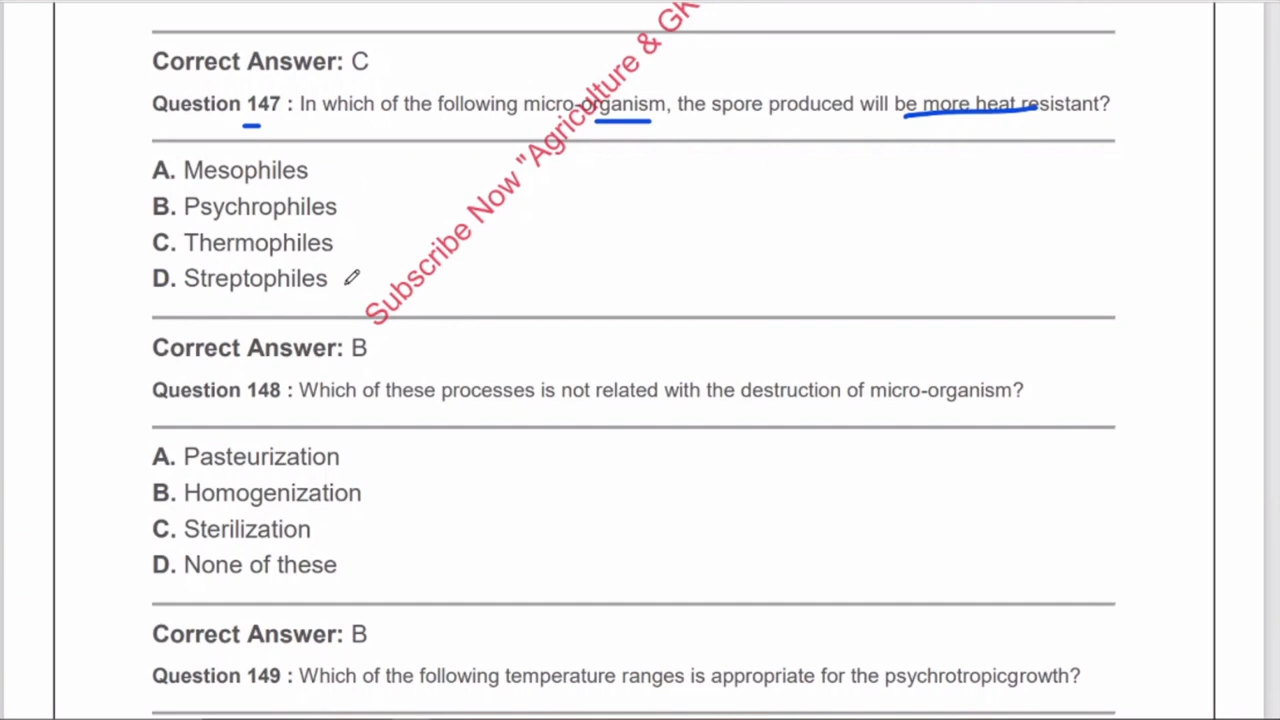 Correct Answer: C
Question 147 : In which of the following micro-organism, the spore produced will be more heat resistant?
A. Mesophiles
B. Psychrophiles
C. Thermophiles
D. Streptophiles
Subscribe Now "Agriculture & GK
Correct Answer: B
Question 148 : Which of these processes is not related with the destruction of micro-organism?
A. Pasteurization
B. Homogenization
C. Sterilization
D. None of these
Correct Answer: B
Question 149 : Which of the following temperature ranges is appropriate for the psychrotropicgrowth?